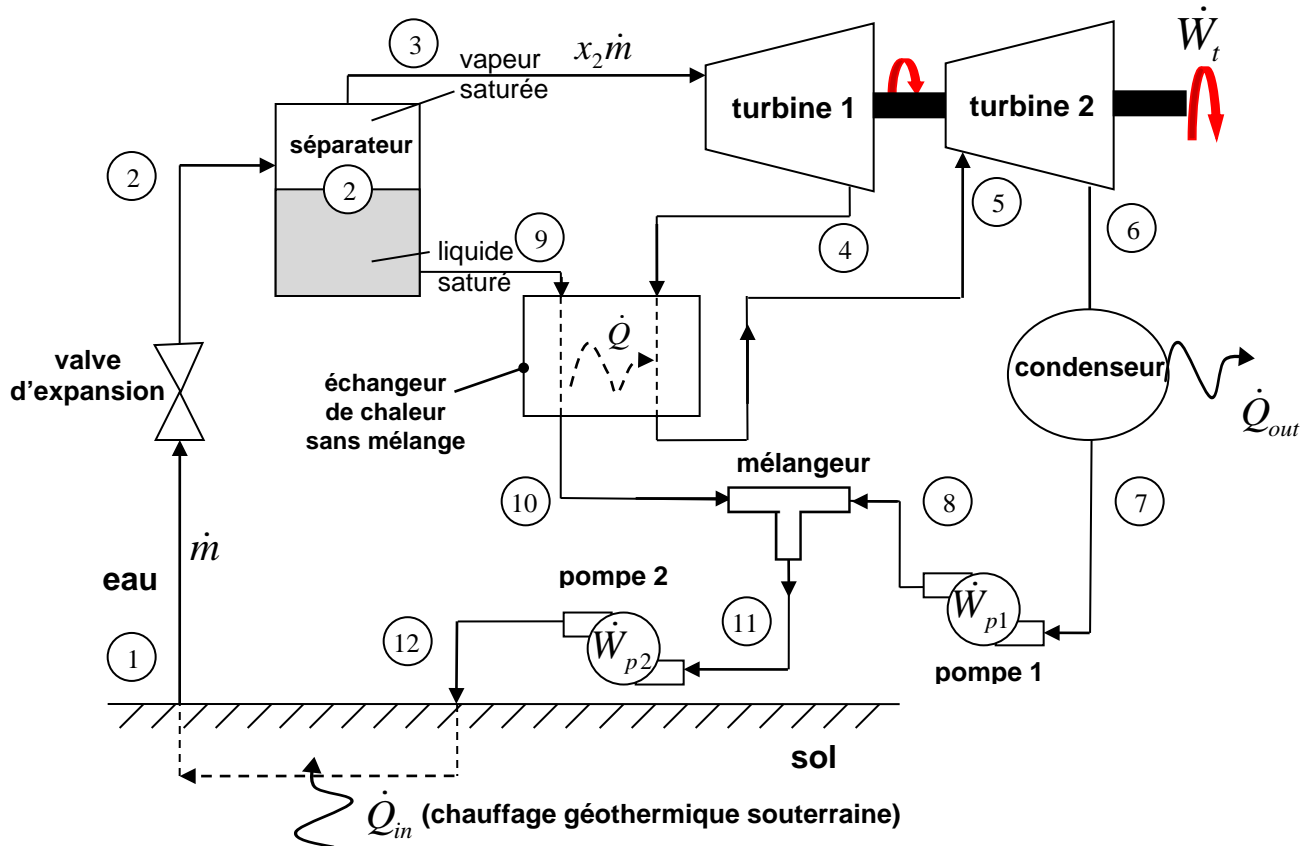 3
vapeur
saturée
x₂ṁ
Ẇₜ
turbine 1
turbine 2
séparateur
2
2
5
6
liquide
saturé
9
4
Q̇
valve
d’expansion
échangeur
de chaleur
sans mélange
condenseur
Q̇out
mélangeur
10
8
7
ṁ
eau
pompe 2
11
Ẇp1
12
Ẇp2
1
pompe 1
sol
Q̇in (chauffage géothermique souterraine)